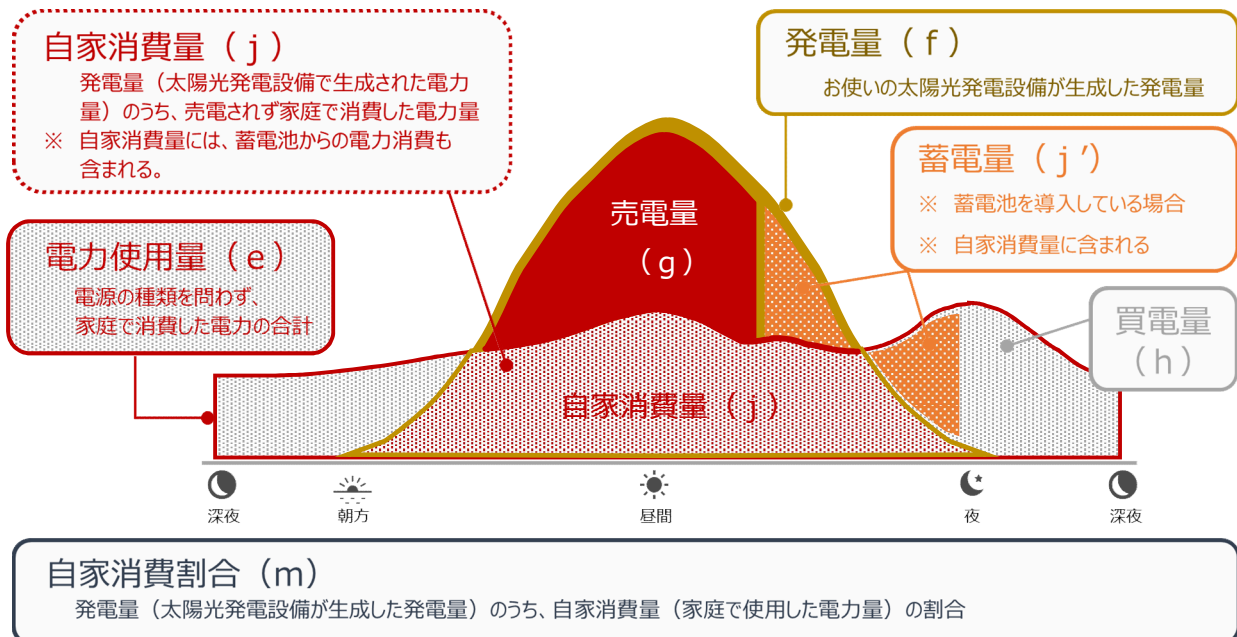 自家消費量（ｊ）
発電量（太陽光発電設備で生成された電力
量）のうち、売電されず家庭で消費した電力量
※ 自家消費量には、蓄電池からの電力消費も
含まれる。
発電量（ｆ）
お使いの太陽光発電設備が生成した発電量
蓄電量（ｊ’）
※ 蓄電池を導入している場合
※ 自家消費量に含まれる
電力使用量（ｅ）
電源の種類を問わず、
家庭で消費した電力の合計
売電量
（ｇ）
買電量
（ｈ）
自家消費量（ｊ）
深夜
朝方
昼間
夜
深夜
自家消費割合（ｍ）
発電量（太陽光発電設備が生成した発電量）のうち、自家消費量（家庭で使用した電力量）の割合